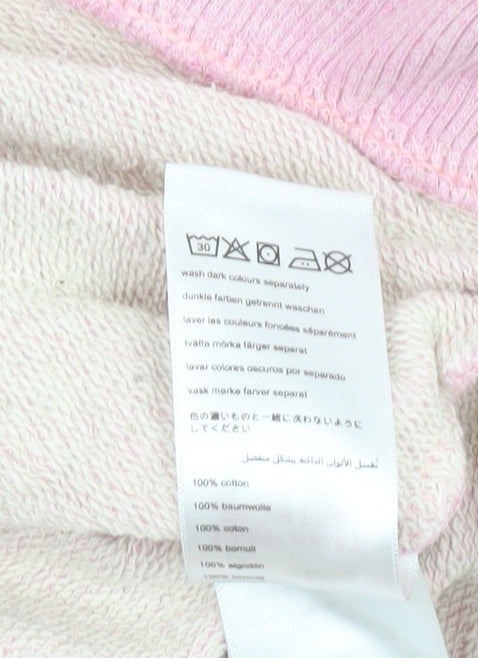 30
wash dark colours separately
dunkle farben getrennt waschen
laver les couleurs foncées séparément
tvätta mörka färger separat
lavar colores oscuros por separado
vask mørke farver separat
色の濃いものと一緒に洗わないように
してください
تغسل الألوان الداكنة بشكل منفصل
100% cotton
100% baumwolle
100% coton
100% bomull
100% algodón
100% bomuld